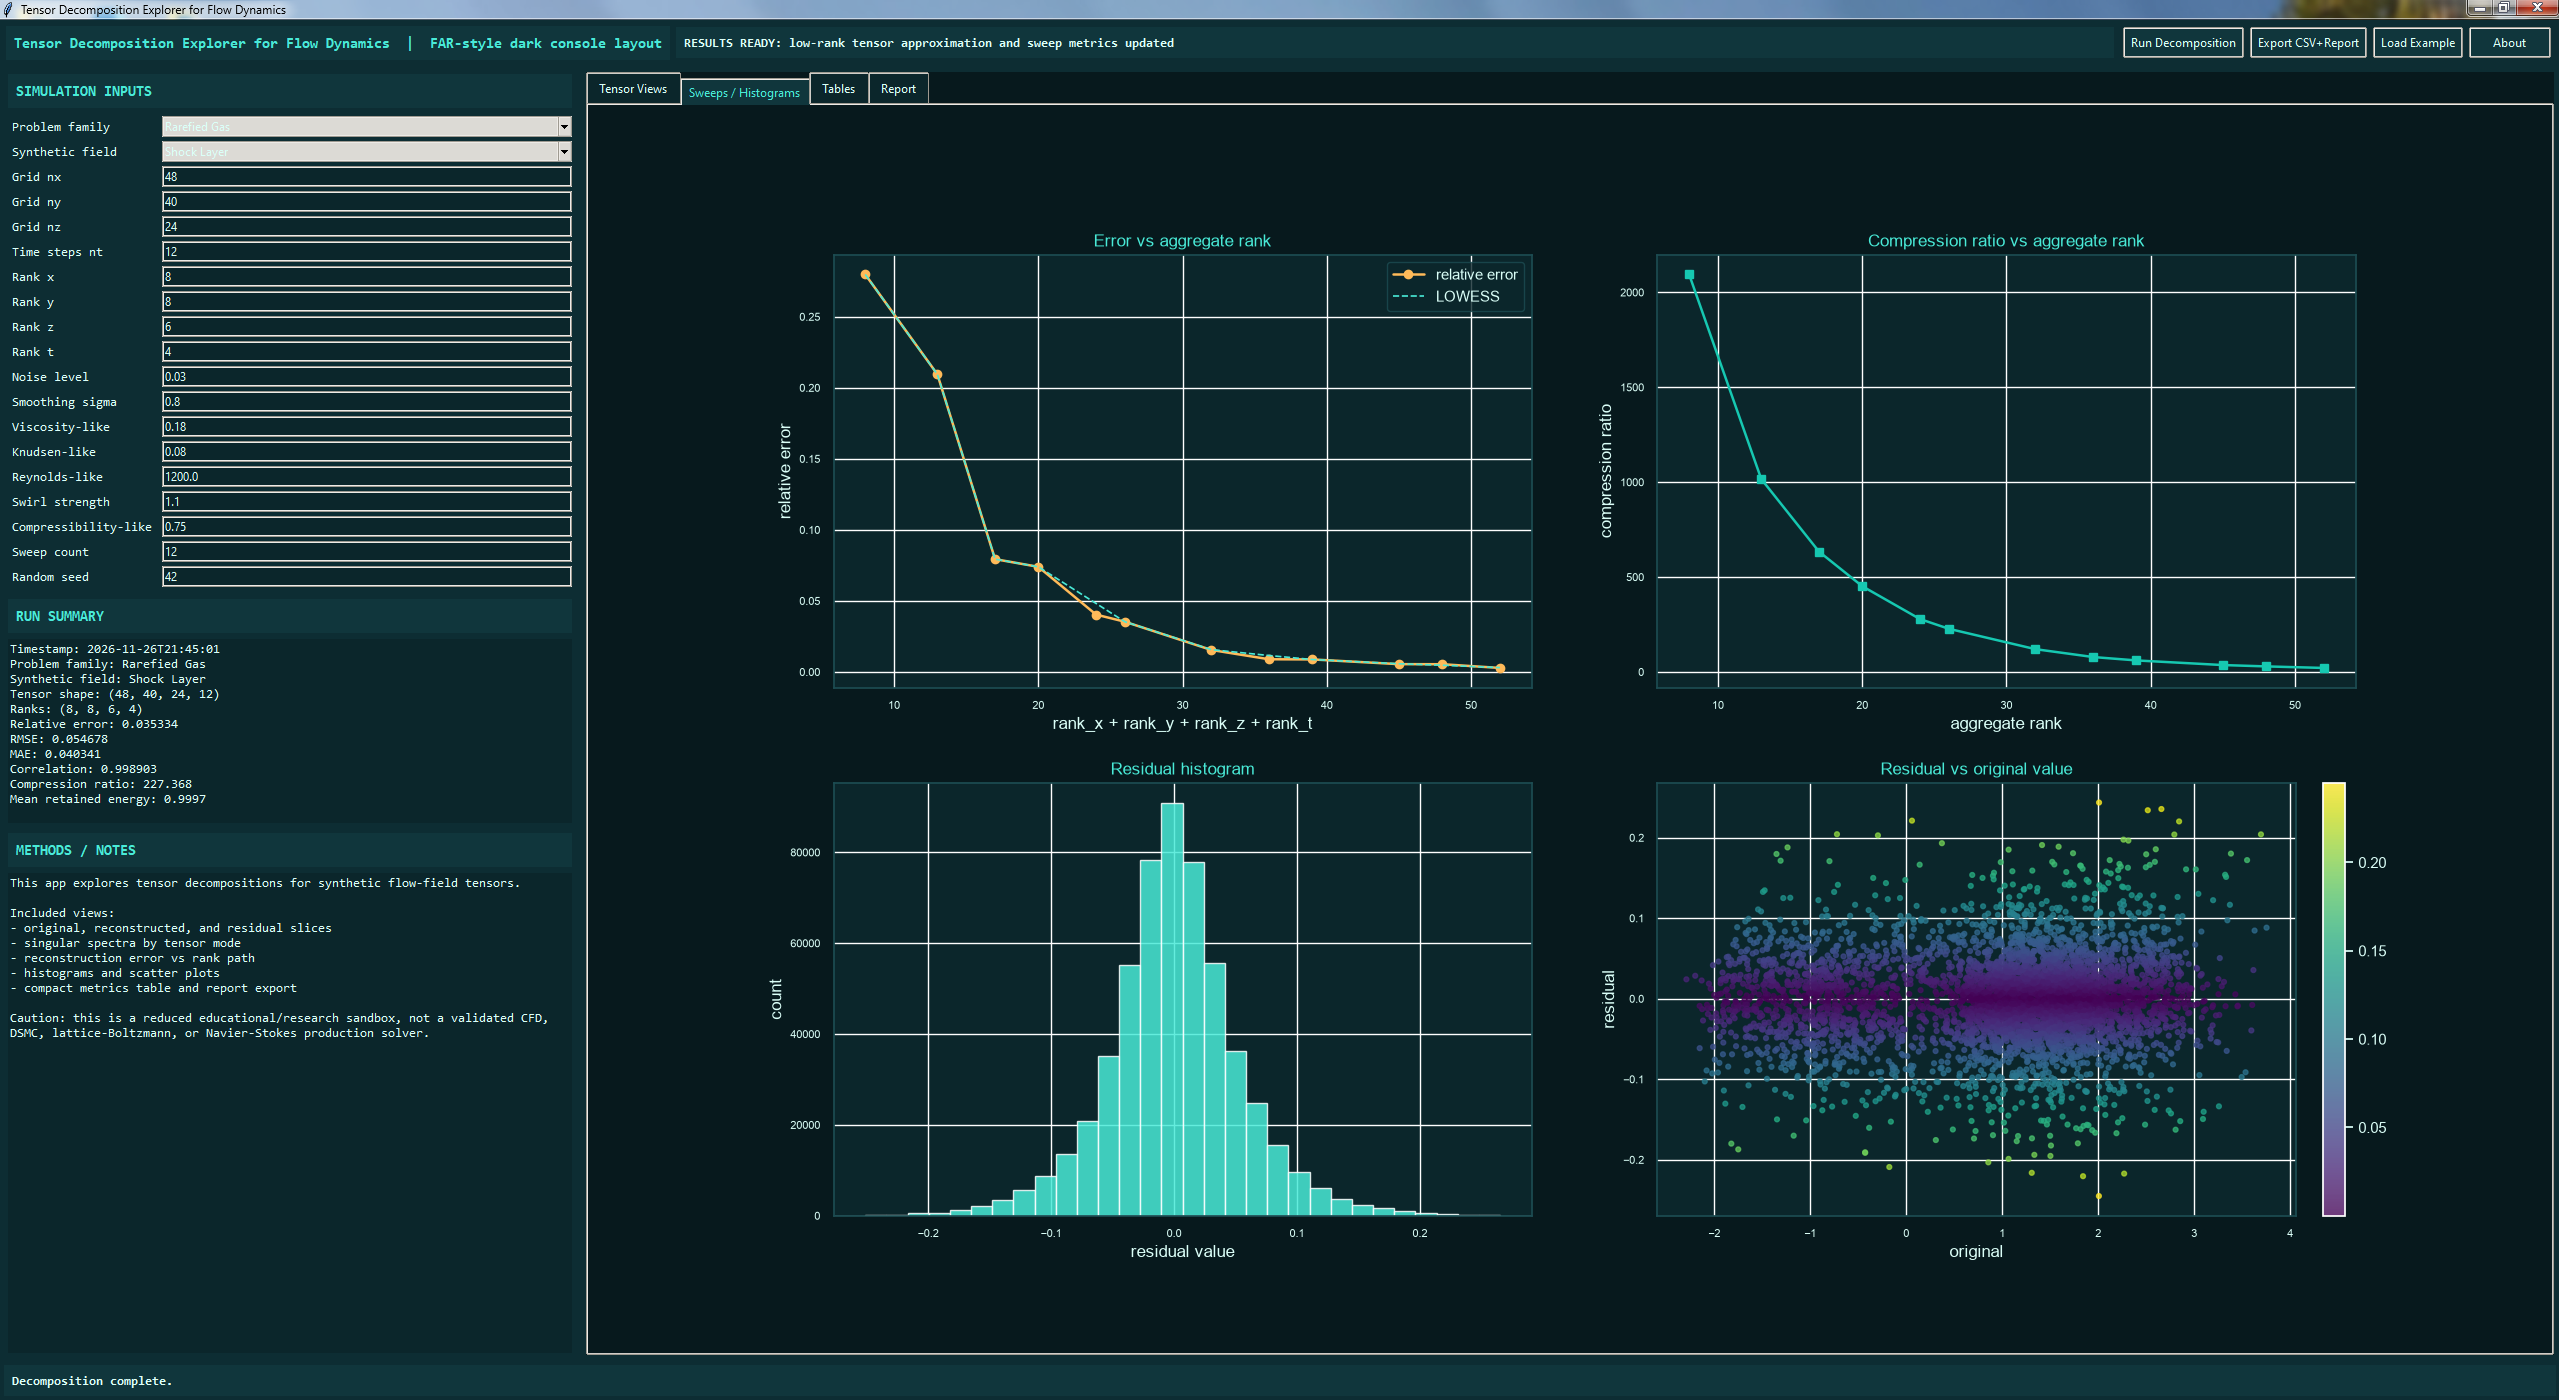 Tensor Decomposition Explorer for Flow Dynamics
Tensor Decomposition Explorer for Flow Dynamics | FAR-style dark console layout
RESULTS READY: low-rank tensor approximation and sweep metrics updated
Run Decomposition
Export CSV+Report
Load Example
About
SIMULATION INPUTS
Problem family Rarefied Gas
Synthetic field Shock Layer
Grid nx 48
Grid ny 40
Grid nz 24
Time steps nt 12
Rank x 8
Rank y 8
Rank z 6
Rank t 4
Noise level 0.03
Smoothing sigma 0.8
Viscosity-like 0.18
Knudsen-like 0.08
Reynolds-like 1200.0
Swirl strength 1.1
Compressibility-like 0.75
Sweep count 12
Random seed 42
RUN SUMMARY
Timestamp: 2026-11-26T21:45:01
Problem family: Rarefied Gas
Synthetic field: Shock Layer
Tensor shape: (48, 40, 24, 12)
Ranks: (8, 8, 6, 4)
Relative error: 0.035334
RMSE: 0.054678
MAE: 0.040341
Correlation: 0.998903
Compression ratio: 227.368
Mean retained energy: 0.9997
METHODS / NOTES
This app explores tensor decompositions for synthetic flow-field tensors.
Included views:
- original, reconstructed, and residual slices
- singular spectra by tensor mode
- reconstruction error vs rank path
- histograms and scatter plots
- compact metrics table and report export
Caution: this is a reduced educational/research sandbox, not a validated CFD,
DSMC, lattice-Boltzmann, or Navier-Stokes production solver.
Decomposition complete.
Tensor Views
Sweeps / Histograms
Tables
Report
Error vs aggregate rank
relative error
LOWESS
relative error
0.25
0.20
0.15
0.10
0.05
0.00
10 20 30 40 50
rank_x + rank_y + rank_z + rank_t
Compression ratio vs aggregate rank
compression ratio
2000
1500
1000
500
0
10 20 30 40 50
aggregate rank
Residual histogram
count
80000
60000
40000
20000
0
−0.2 −0.1 0.0 0.1 0.2
residual value
Residual vs original value
residual
0.2
0.1
0.0
−0.1
−0.2
−2 −1 0 1 2 3 4
original
0.20
0.15
0.10
0.05